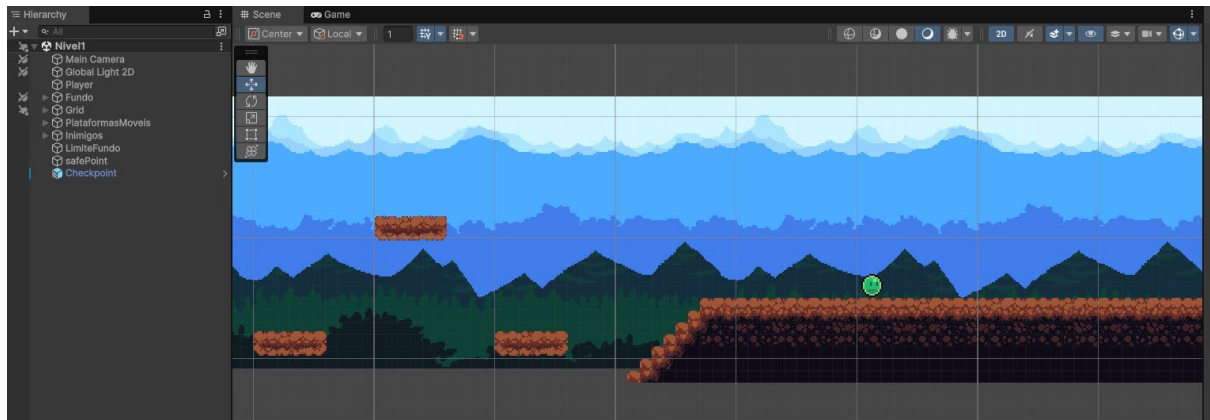 Hierarchy
Scene
Game
All
Center
Local
1
2D
Nivel1
Main Camera
Global Light 2D
Player
Fundo
Grid
PlataformasMoveis
Inimigos
LimiteFundo
safePoint
Checkpoint